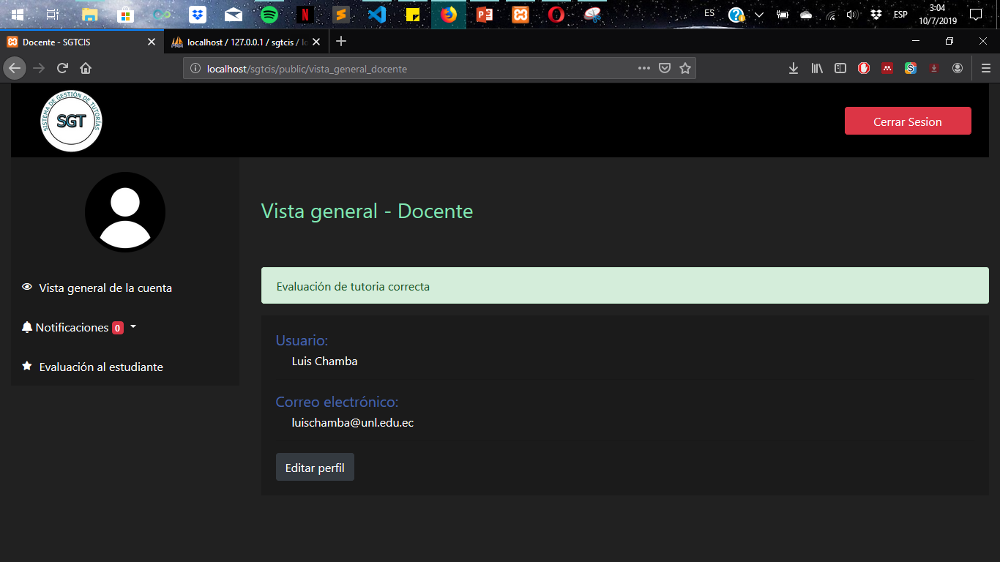 ES
ESP
3:04
10/7/2019
Docente - SGTCIS
localhost / 127.0.0.1 / sgtcis / lo
localhost/sgtcis/public/vista_general_docente
SISTEMA DE GESTIÓN DE TUTORÍAS
SGT
Cerrar Sesion
Vista general de la cuenta
Notificaciones 0
Evaluación al estudiante
Vista general - Docente
Evaluación de tutoria correcta
Usuario:
Luis Chamba
Correo electrónico:
luischamba@unl.edu.ec
Editar perfil